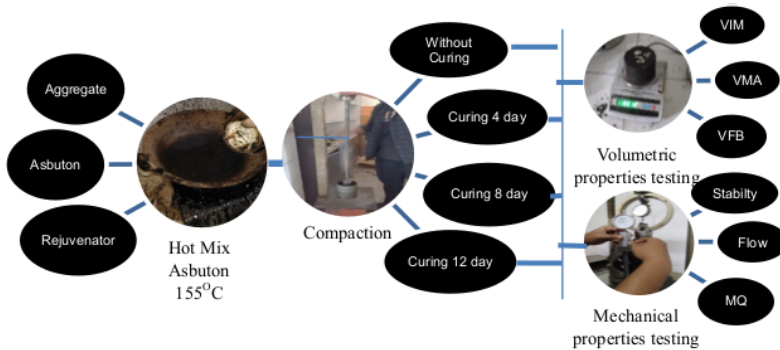 Aggregate
Asbuton
Rejuvenator
Hot Mix
Asbuton
155OC
Compaction
Without
Curing
Curing 4 day
Curing 8 day
Curing 12 day
Volumetric
properties testing
VIM
VMA
VFB
Mechanical
properties testing
Stabilty
Flow
MQ